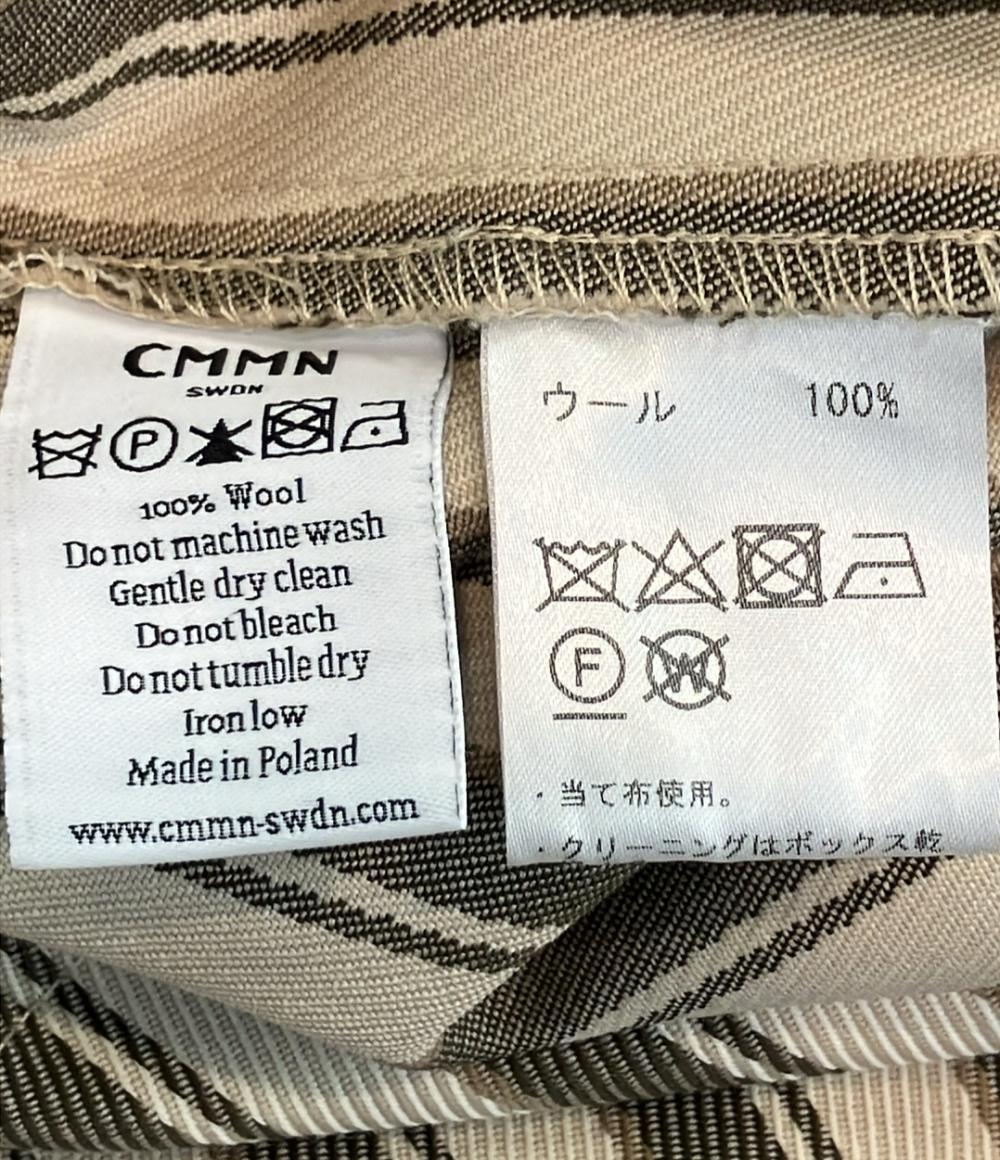 CMMN
SWDN
P
100% Wool
Do not machine wash
Gentle dry clean
Do not bleach
Do not tumble dry
Iron low
Made in Poland
www.cmmn-swdn.com
ウール 100%
F W
・当て布使用。
・クリーニングはボックス乾